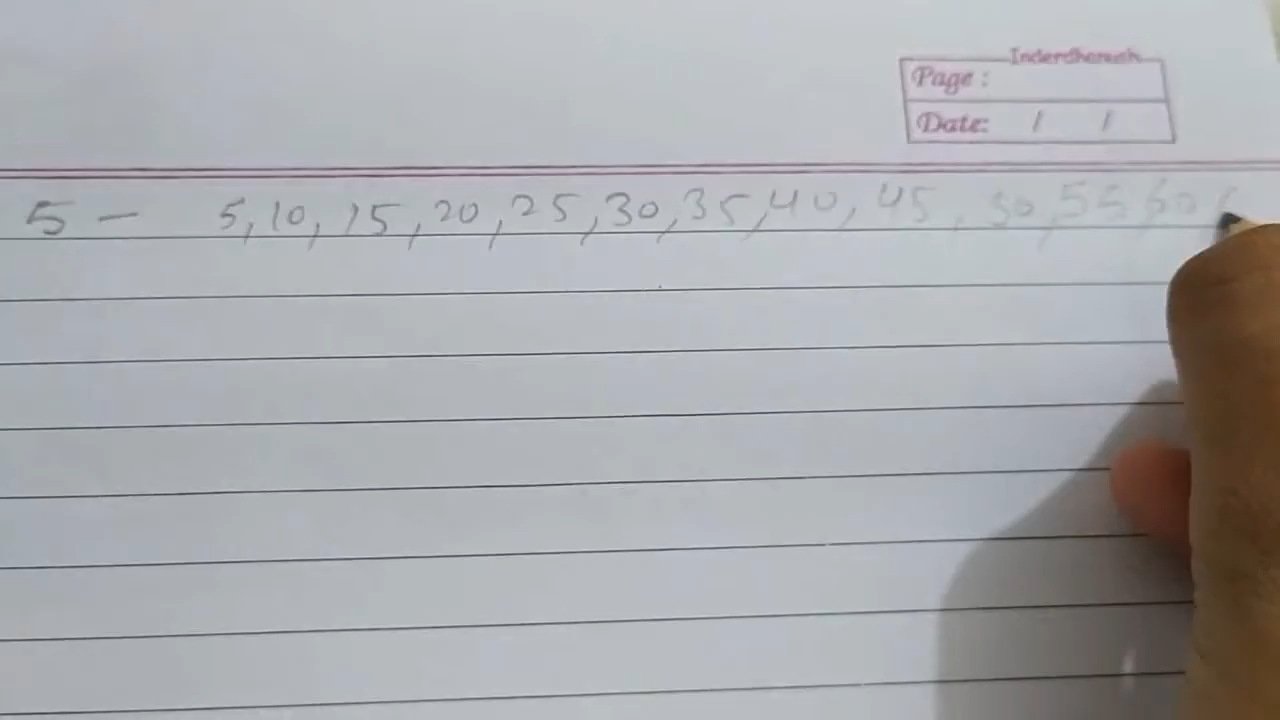 Inderdhanush
Page :
Date: / /
5 - 5, 10, 15, 20, 25, 30, 35, 40, 45, 50, 55, 60